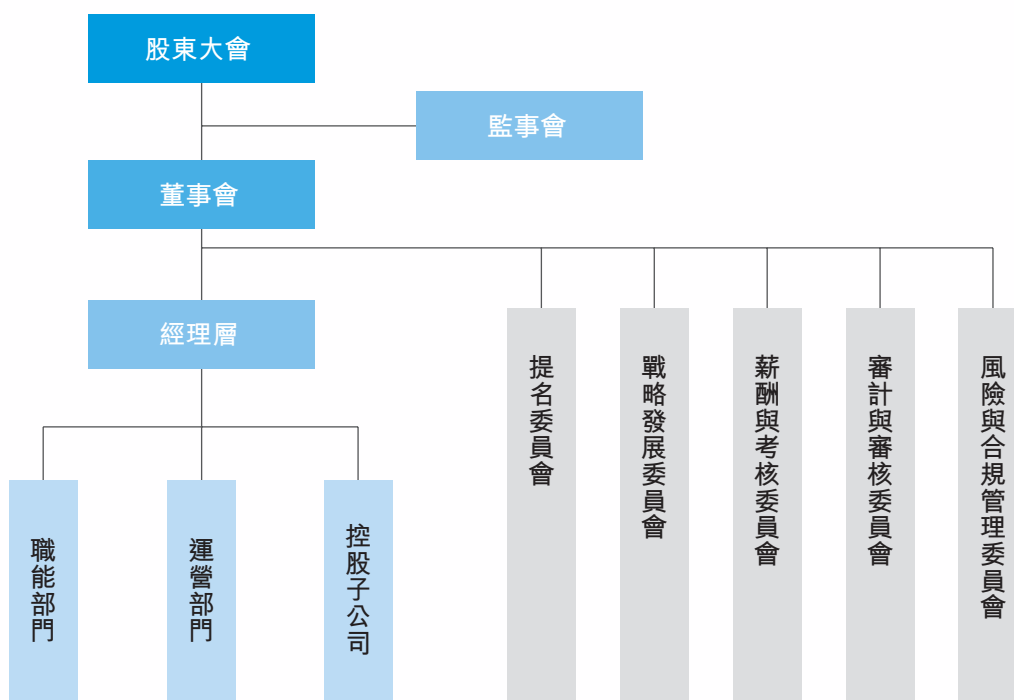 股東大會
監事會
董事會
經理層
提名委員會
戰略發展委員會
薪酬與考核委員會
審計與審核委員會
風險與合規管理委員會
職能部門
運營部門
控股子公司